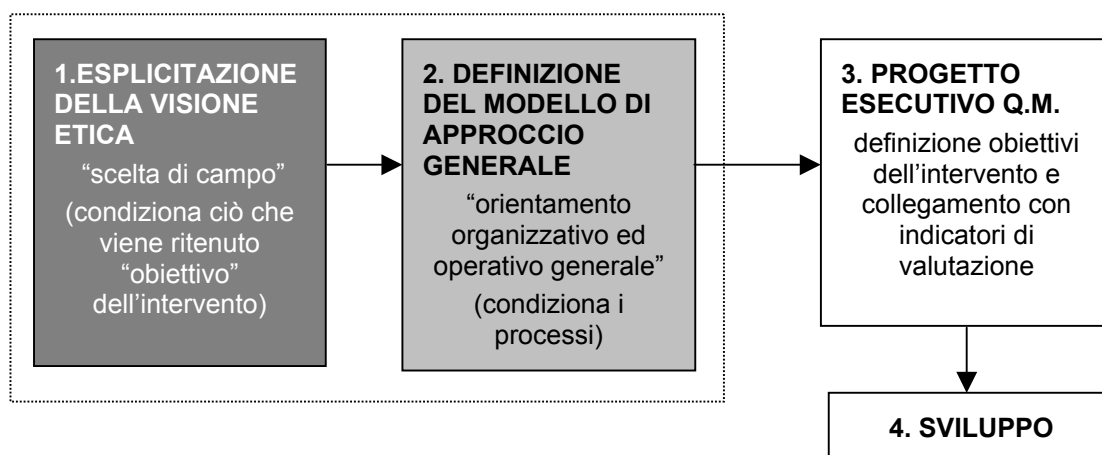 1.ESPLICITAZIONE
DELLA VISIONE
ETICA
“scelta di campo”
(condiziona ciò che
viene ritenuto
“obiettivo”
dell’intervento)
2. DEFINIZIONE
DEL MODELLO DI
APPROCCIO
GENERALE
“orientamento
organizzativo ed
operativo generale”
(condiziona i
processi)
3. PROGETTO
ESECUTIVO Q.M.
definizione obiettivi
dell’intervento e
collegamento con
indicatori di
valutazione
4. SVILUPPO